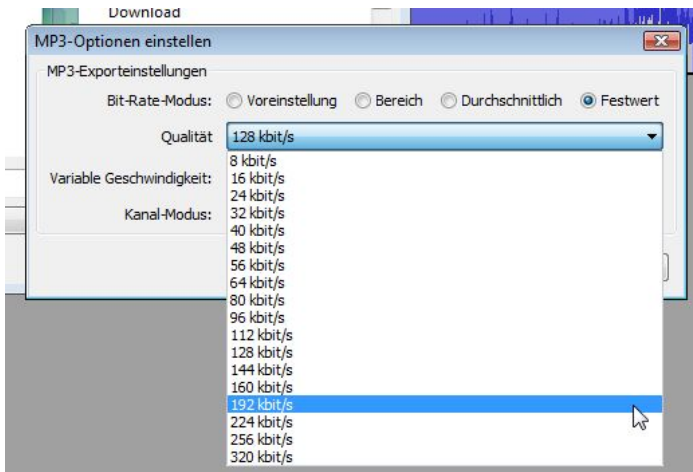 Download
MP3-Optionen einstellen
MP3-Exporteinstellungen
Bit-Rate-Modus: Voreinstellung Bereich Durchschnittlich Festwert
Qualität 128 kbit/s
Variable Geschwindigkeit:
Kanal-Modus:
8 kbit/s
16 kbit/s
24 kbit/s
32 kbit/s
40 kbit/s
48 kbit/s
56 kbit/s
64 kbit/s
80 kbit/s
96 kbit/s
112 kbit/s
128 kbit/s
144 kbit/s
160 kbit/s
192 kbit/s
224 kbit/s
256 kbit/s
320 kbit/s